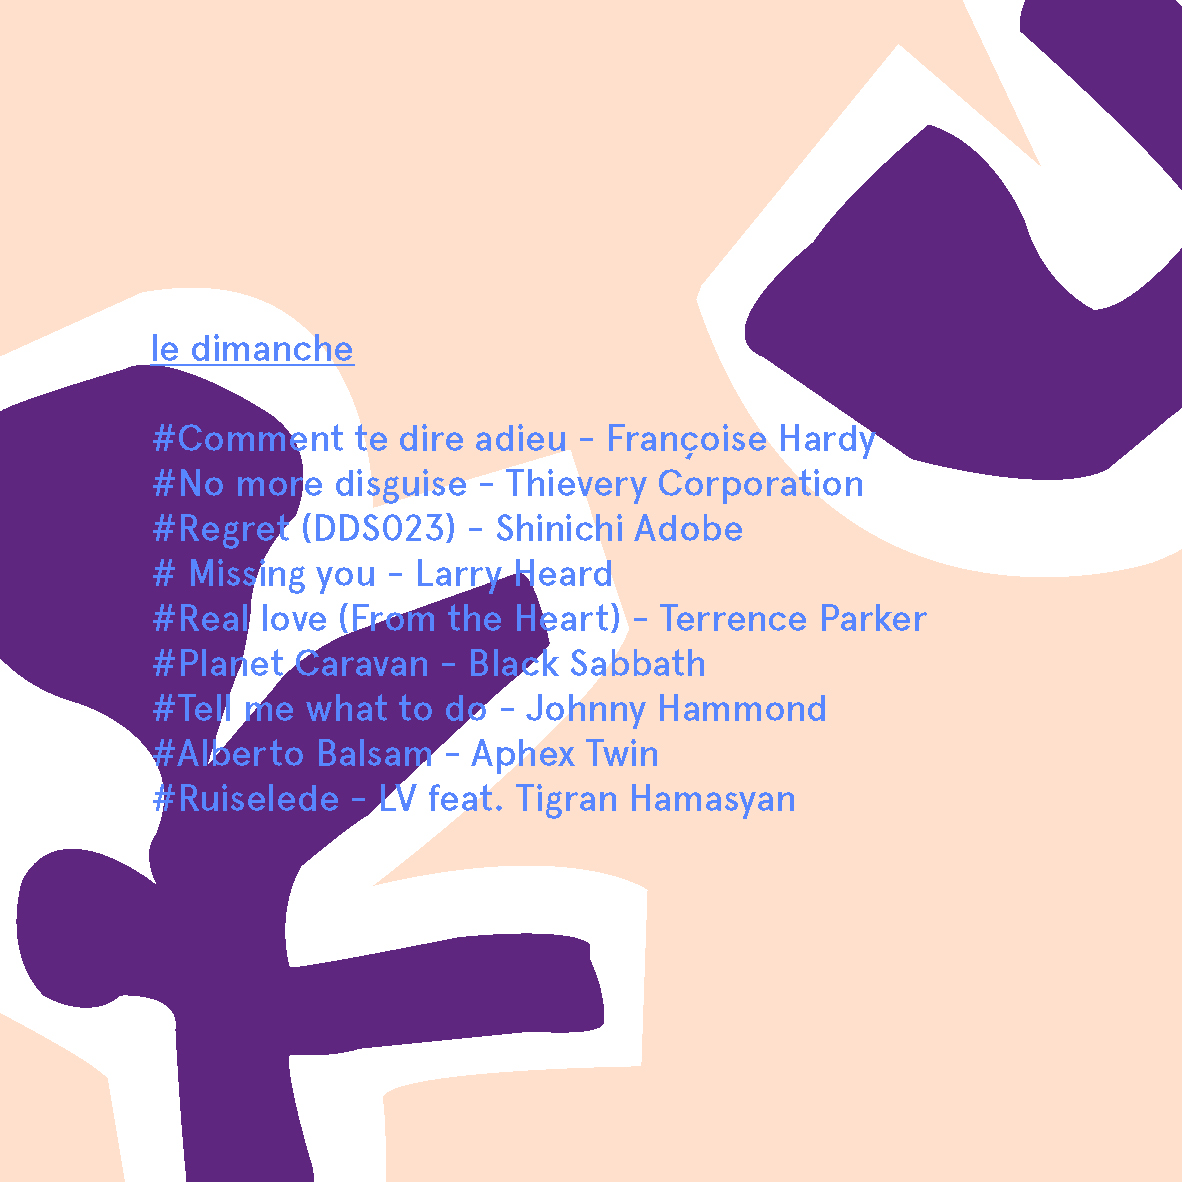 le dimanche
#Comment te dire adieu - Françoise Hardy
#No more disguise - Thievery Corporation
#Regret (DDS023) - Shinichi Adobe
# Missing you - Larry Heard
#Real love (From the Heart) - Terrence Parker
#Planet Caravan - Black Sabbath
#Tell me what to do - Johnny Hammond
#Alberto Balsam - Aphex Twin
#Ruiselede - LV feat. Tigran Hamasyan